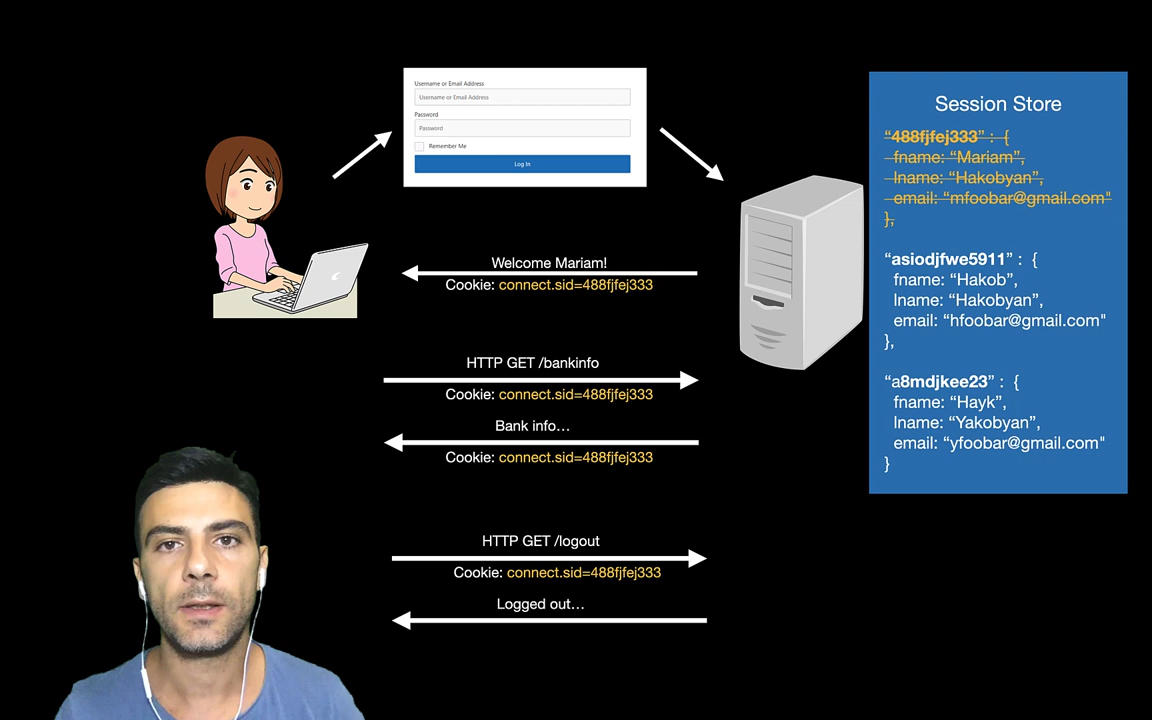 Username or Email Address
Username or Email Address
Password
Password
Remember Me
Log In
Welcome Mariam!
Cookie: connect.sid=488fjfej333
HTTP GET /bankinfo
Cookie: connect.sid=488fjfej333
Bank info…
Cookie: connect.sid=488fjfej333
HTTP GET /logout
Cookie: connect.sid=488fjfej333
Logged out…
Session Store
“488fjfej333” : {
fname: “Mariam”,
lname: “Hakobyan”,
email: “mfoobar@gmail.com"
},
“asiodjfwe5911” : {
fname: “Hakob”,
lname: “Hakobyan”,
email: “hfoobar@gmail.com"
},
“a8mdjkee23” : {
fname: “Hayk”,
lname: “Yakobyan”,
email: “yfoobar@gmail.com"
}